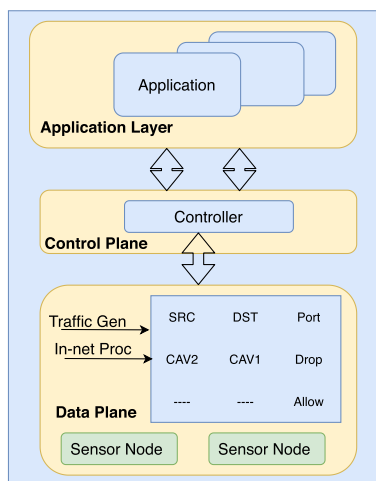 Application
Application Layer
Controller
Control Plane
Traffic Gen
In-net Proc
SRC DST Port
CAV2 CAV1 Drop
---- ---- Allow
Data Plane
Sensor Node Sensor Node